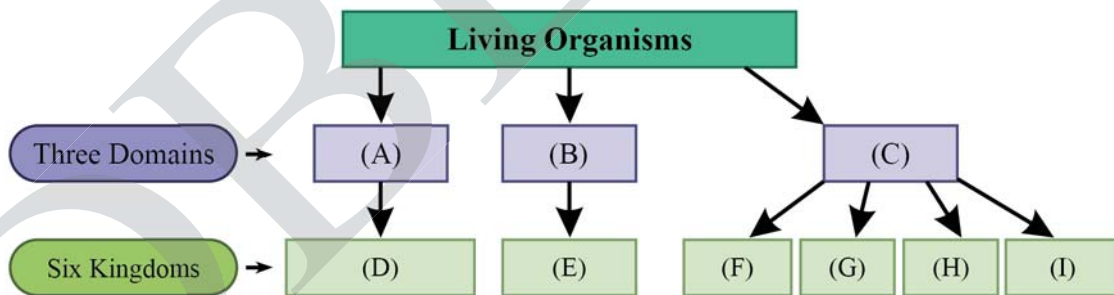 Living Organisms
Three Domains
(A)
(B)
(C)
Six Kingdoms
(D)
(E)
(F)
(G)
(H)
(I)